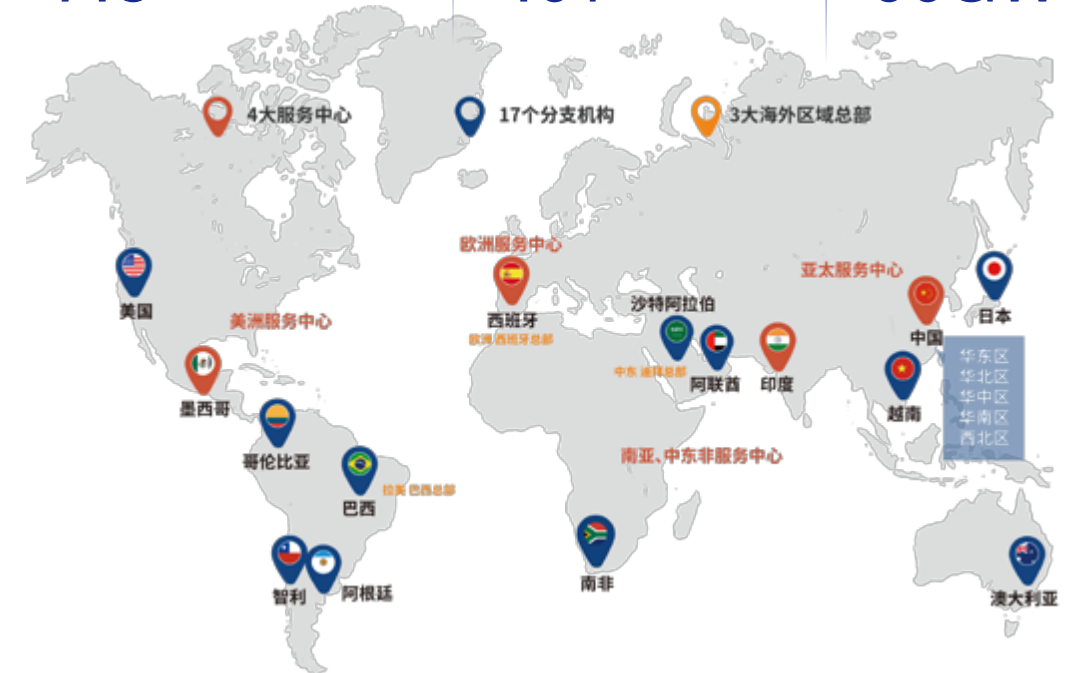 4大服务中心
17个分支机构
3大海外区域总部
欧洲服务中心
亚太服务中心
美国
美洲服务中心
西班牙
欧洲 西班牙总部
沙特阿拉伯
中东 迪拜总部
阿联酋
印度
中国
日本
华东区
华北区
华中区
华南区
西北区
越南
墨西哥
哥伦比亚
巴西
拉美 巴西总部
南亚、中东非服务中心
智利
阿根廷
南非
澳大利亚